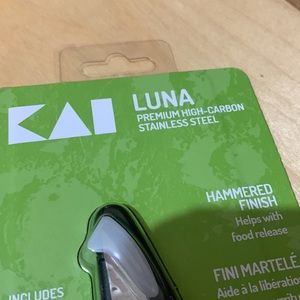 KAI
LUNA
PREMIUM HIGH-CARBON
STAINLESS STEEL
HAMMERED
FINISH
Helps with
food release
FINI MARTELÉ
Aide à la libération
INCLUDES